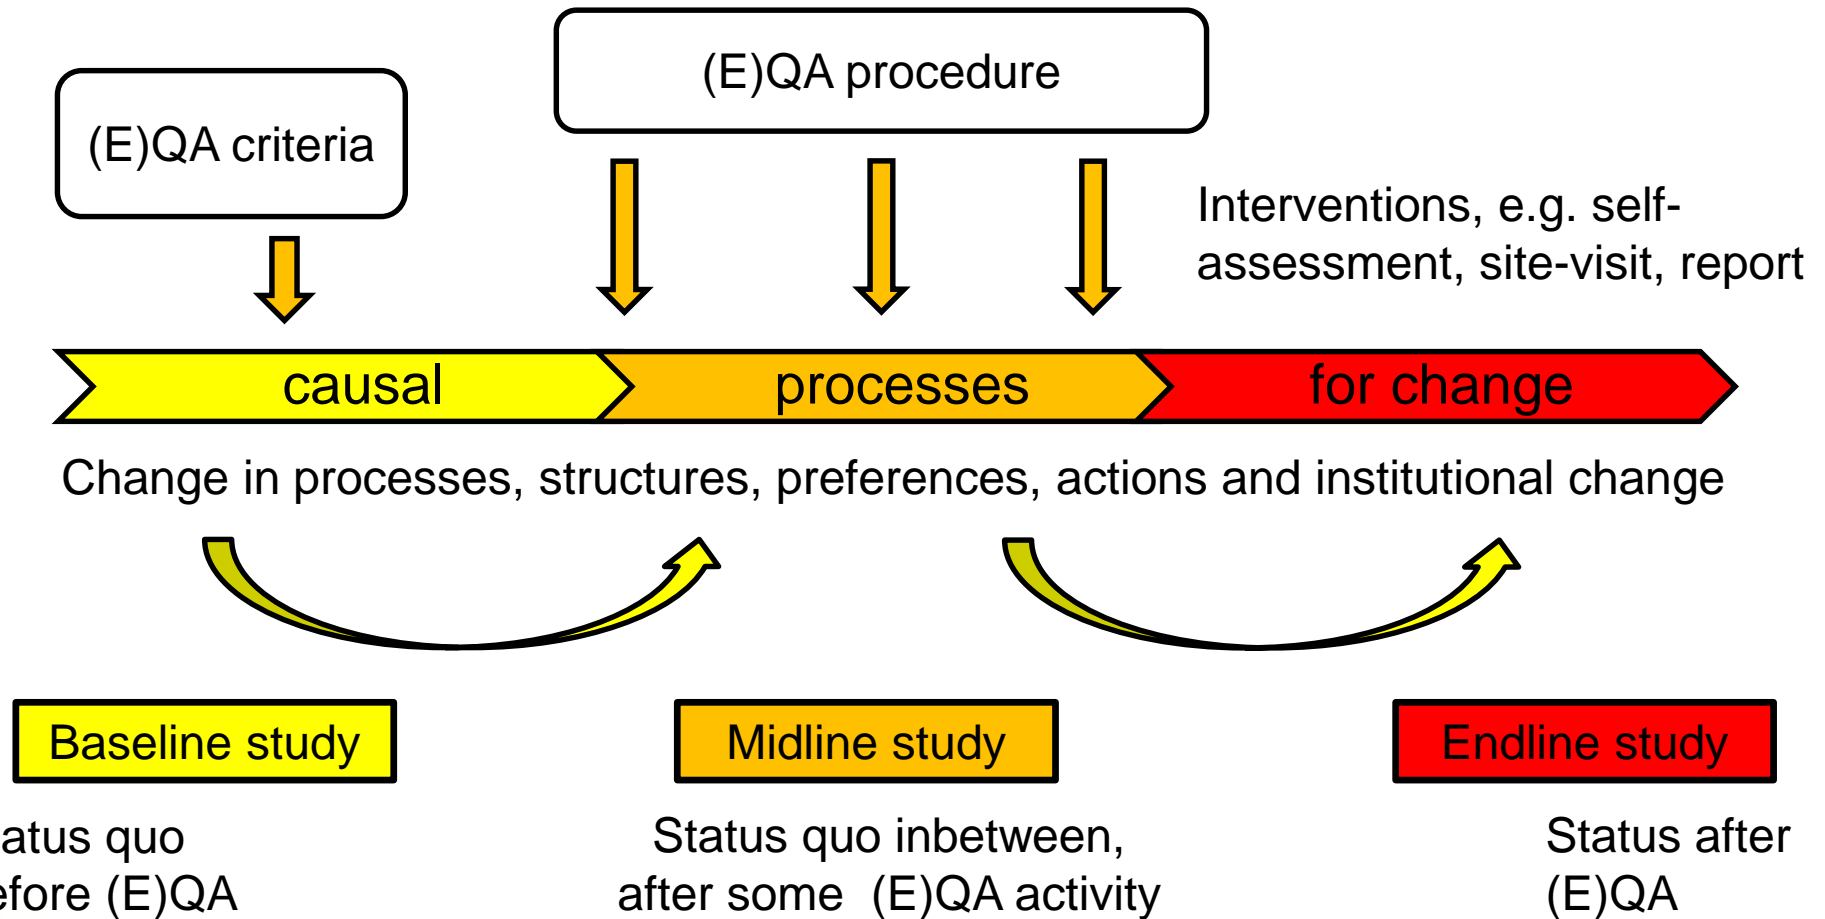 (E)QA procedure
(E)QA criteria
Interventions, e.g. self-
assessment, site-visit, report
causal
processes
for change
Change in processes, structures, preferences, actions and institutional change
Baseline study
Midline study
Endline study
atus quo
efore (E)QA
Status quo inbetween,
after some (E)QA activity
Status after
(E)QA